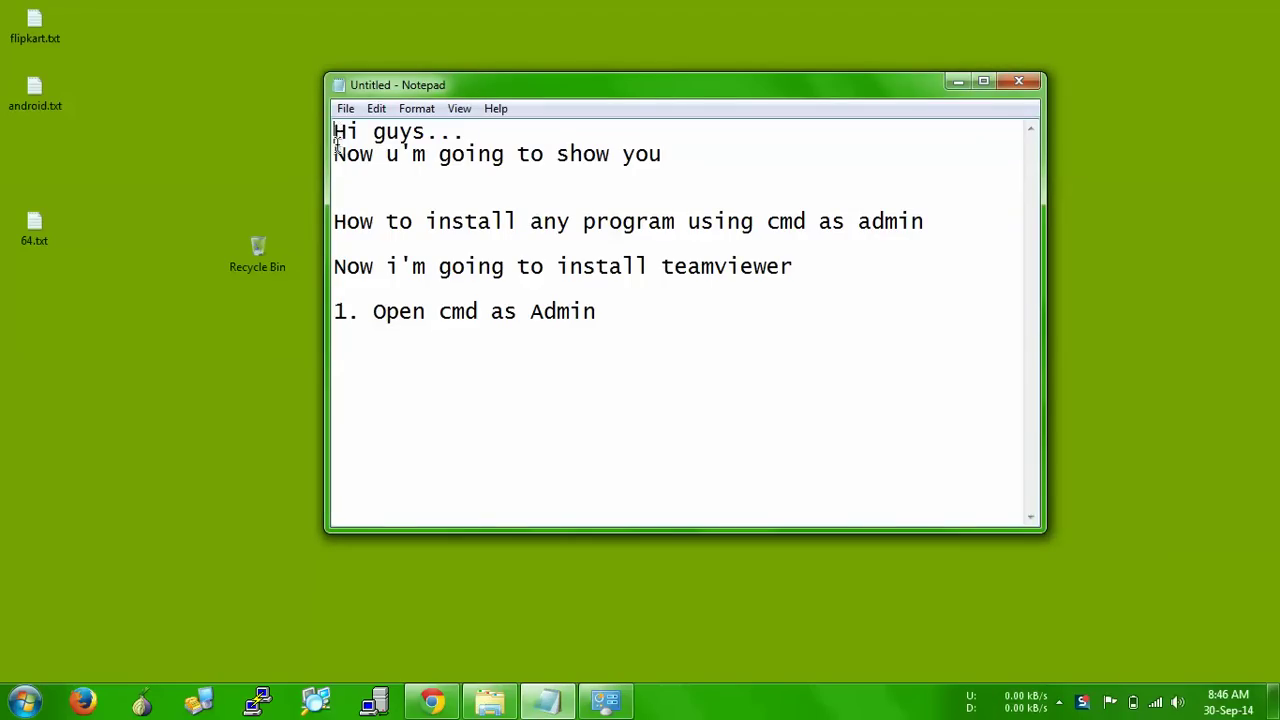 flipkart.txt
android.txt
64.txt
Recycle Bin
Untitled - Notepad
File Edit Format View Help
Hi guys...
Now u'm going to show you
How to install any program using cmd as admin
Now i'm going to install teamviewer
1. Open cmd as Admin
U: 0.00 kB/s
D: 0.00 kB/s
8:46 AM
30-Sep-14